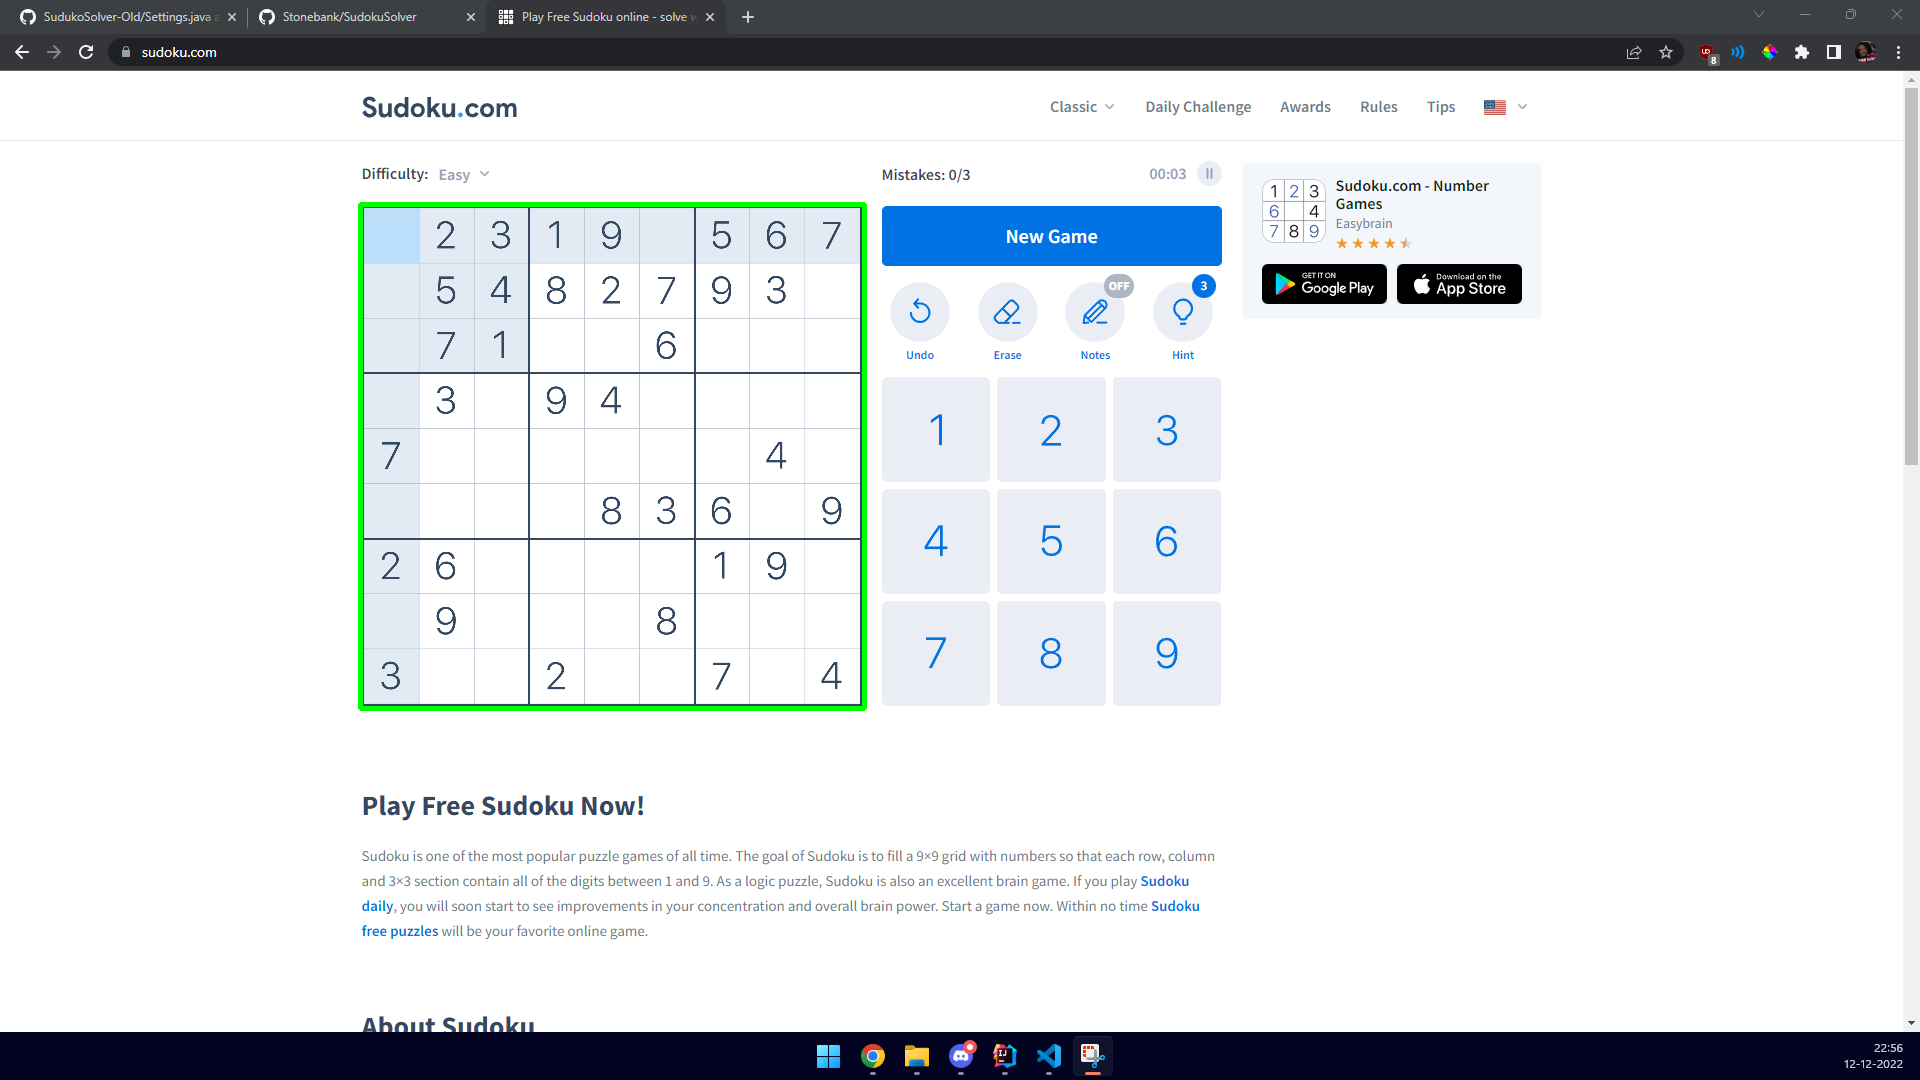 SudukoSolver-Old/Settings.java
Stonebank/SudokuSolver
Play Free Sudoku online - solve
sudoku.com
8
Sudoku.com
Classic
Daily Challenge
Awards
Rules
Tips
Difficulty: Easy
Mistakes: 0/3
00:03
2 3 1 9 5 6 7
5 4 8 2 7 9 3
7 1 6
3 9 4
7 4
8 3 6 9
2 6 1 9
9 8
3 2 7 4
New Game
OFF
3
Undo
Erase
Notes
Hint
1 2 3
4 5 6
7 8 9
1 2 3
6 4
7 8 9
Sudoku.com - Number
Games
Easybrain
GET IT ON
Google Play
Download on the
App Store
Play Free Sudoku Now!
Sudoku is one of the most popular puzzle games of all time. The goal of Sudoku is to fill a 9×9 grid with numbers so that each row, column
and 3×3 section contain all of the digits between 1 and 9. As a logic puzzle, Sudoku is also an excellent brain game. If you play Sudoku
daily, you will soon start to see improvements in your concentration and overall brain power. Start a game now. Within no time Sudoku
free puzzles will be your favorite online game.
About Sudoku
22:56
12-12-2022